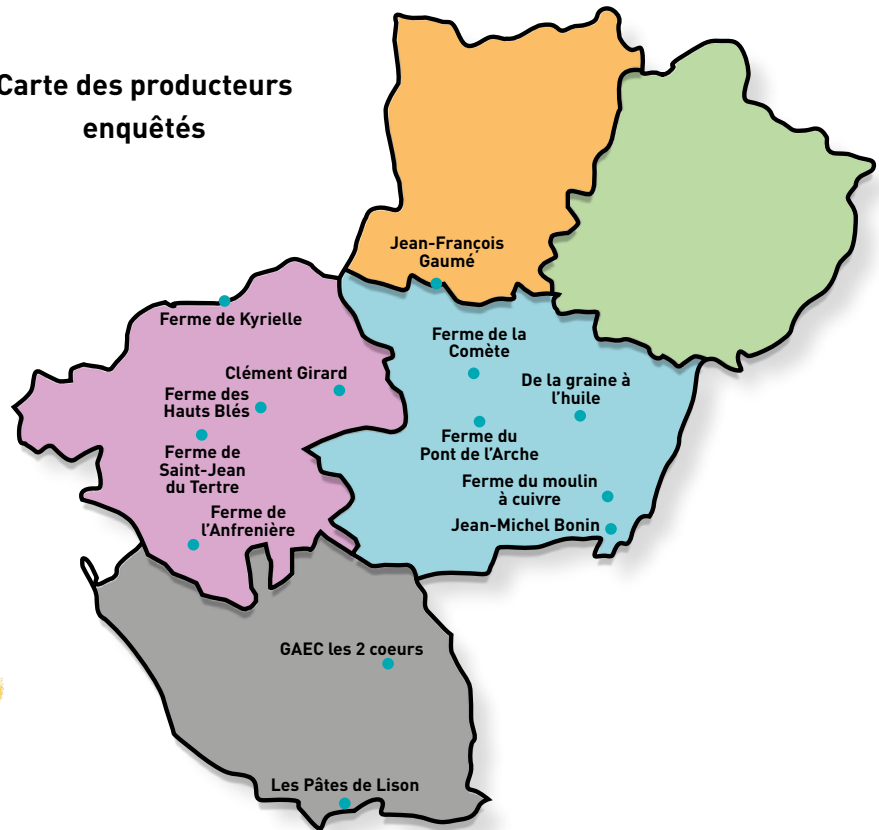 Carte des producteurs
enquêtés
Jean-François
Gaumé
Ferme de Kyrielle
Ferme de la
Comète
Clément Girard
De la graine à
l'huile
Ferme des
Hauts Blés
Ferme du
Pont de l'Arche
Ferme de
Saint-Jean
du Tertre
Ferme du moulin
à cuivre
Ferme de
l'Anfrenière
Jean-Michel Bonin
GAEC les 2 coeurs
Les Pâtes de Lison